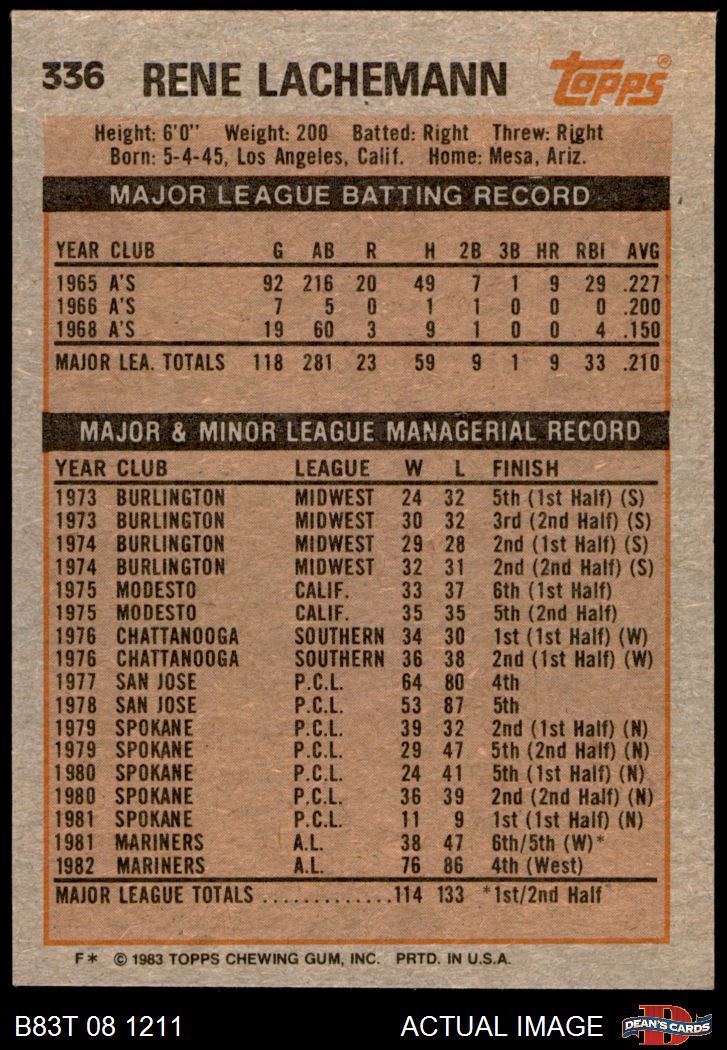 336 RENE LACHEMANN Topps®
Height: 6'0" Weight: 200 Batted: Right Threw: Right
Born: 5-4-45, Los Angeles, Calif. Home: Mesa, Ariz.
MAJOR LEAGUE BATTING RECORD
YEAR CLUB G AB R H 2B 3B HR RBI AVG
1965 A'S 92 216 20 49 7 1 9 29 .227
1966 A'S 7 5 0 1 1 0 0 0 .200
1968 A'S 19 60 3 9 1 0 0 4 .150
MAJOR LEA. TOTALS 118 281 23 59 9 1 9 33 .210
MAJOR & MINOR LEAGUE MANAGERIAL RECORD
YEAR CLUB LEAGUE W L FINISH
1973 BURLINGTON MIDWEST 24 32 5th (1st Half) (S)
1973 BURLINGTON MIDWEST 30 32 3rd (2nd Half) (S)
1974 BURLINGTON MIDWEST 29 28 2nd (1st Half) (S)
1974 BURLINGTON MIDWEST 32 31 2nd (2nd Half) (S)
1975 MODESTO CALIF. 33 37 6th (1st Half)
1975 MODESTO CALIF. 35 35 5th (2nd Half)
1976 CHATTANOOGA SOUTHERN 34 30 1st (1st Half) (W)
1976 CHATTANOOGA SOUTHERN 36 38 2nd (1st Half) (W)
1977 SAN JOSE P.C.L. 64 80 4th
1978 SAN JOSE P.C.L. 53 87 5th
1979 SPOKANE P.C.L. 39 32 2nd (1st Half) (N)
1979 SPOKANE P.C.L. 29 47 5th (2nd Half) (N)
1980 SPOKANE P.C.L. 24 41 5th (1st Half) (N)
1980 SPOKANE P.C.L. 36 39 2nd (2nd Half) (N)
1981 SPOKANE P.C.L. 11 9 1st (1st Half) (N)
1981 MARINERS A.L. 38 47 6th/5th (W)*
1982 MARINERS A.L. 76 86 4th (West)
MAJOR LEAGUE TOTALS .............114 133 *1st/2nd Half
F* © 1983 TOPPS CHEWING GUM, INC. PRTD. IN U.S.A.
B83T 08 1211 ACTUAL IMAGE D DEAN'S CARDS